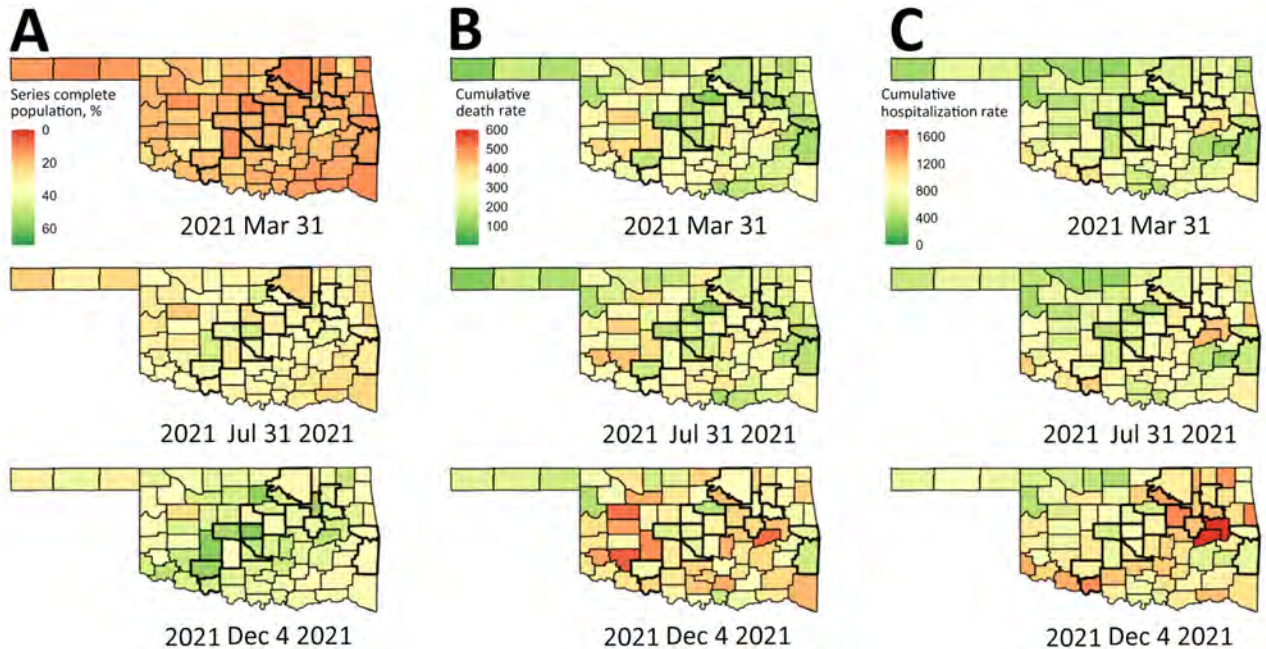 A
Series complete
population, %
0
20
40
60
2021 Mar 31
2021 Jul 31 2021
2021 Dec 4 2021
B
Cumulative
death rate
600
500
400
300
200
100
2021 Mar 31
2021 Jul 31 2021
2021 Dec 4 2021
C
Cumulative
hospitalization rate
1600
1200
800
400
0
2021 Mar 31
2021 Jul 31 2021
2021 Dec 4 2021